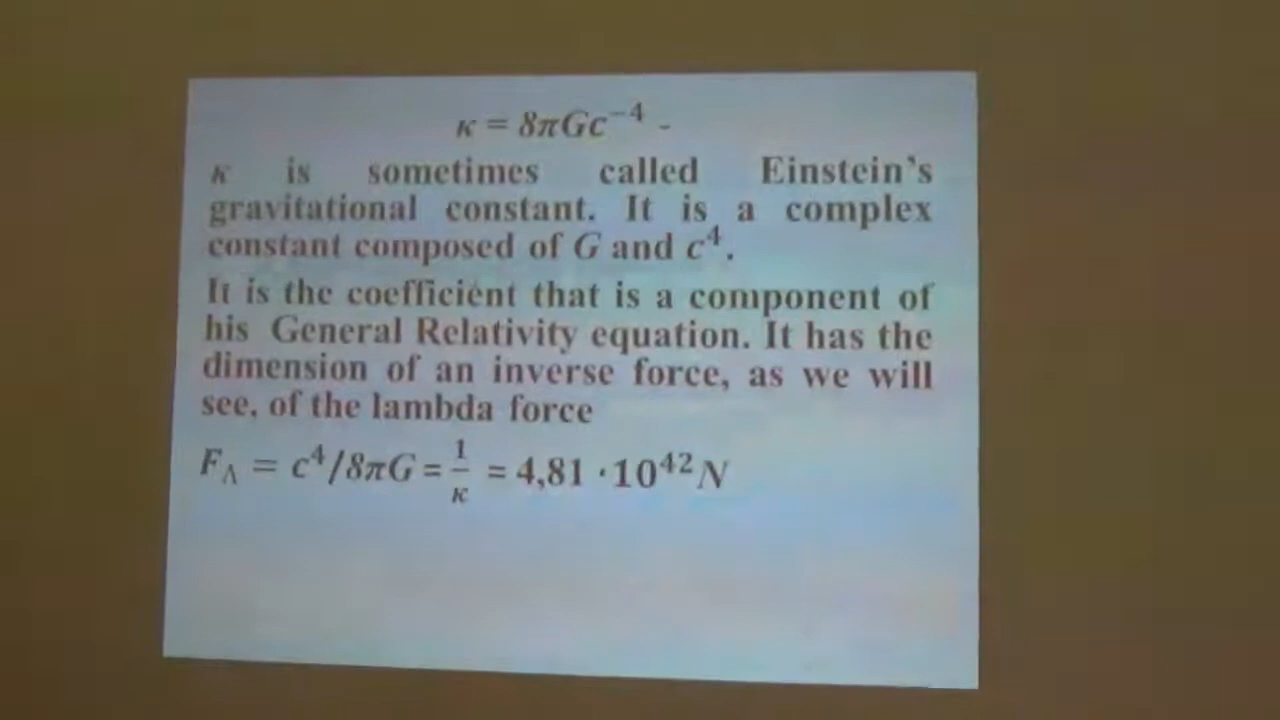 κ = 8πGc⁻⁴ -
κ is sometimes called Einstein's
gravitational constant. It is a complex
constant composed of G and c⁴.
It is the coefficient that is a component of
his General Relativity equation. It has the
dimension of an inverse force, as we will
see, of the lambda force
F_Λ = c⁴/8πG = 1/κ = 4,81 ·10⁴² N